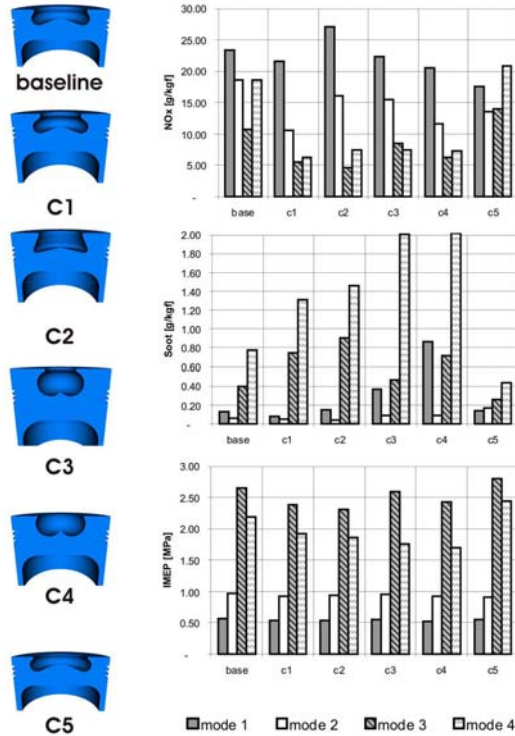 baseline
C1
C2
C3
C4
C5
NOx [g/kgf]
30.00
25.00
20.00
15.00
10.00
5.00
-
base c1 c2 c3 c4 c5
Soot [g/kgf]
2.00
1.80
1.60
1.40
1.20
1.00
0.80
0.60
0.40
0.20
-
base c1 c2 c3 c4 c5
IMEP [MPa]
3.00
2.50
2.00
1.50
1.00
0.50
-
base c1 c2 c3 c4 c5
mode 1 mode 2 mode 3 mode 4